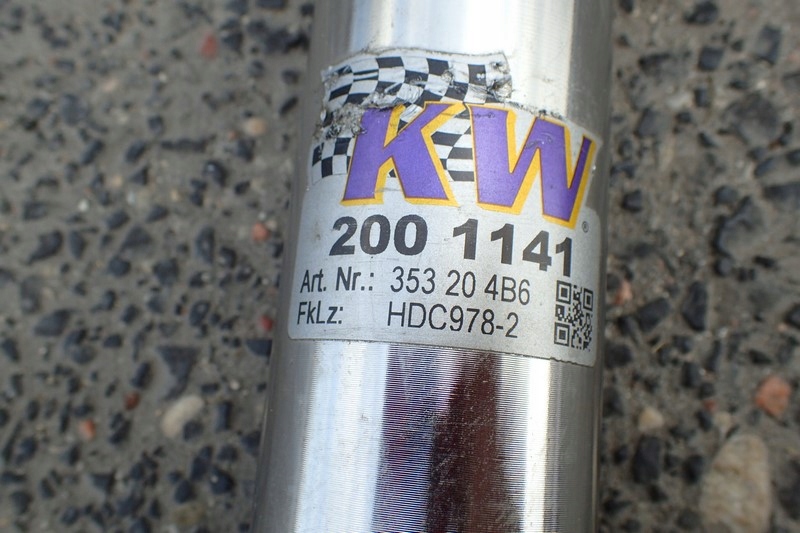 KW®
200 1141
Art. Nr.: 353 20 4B6
FkLz: HDC978-2